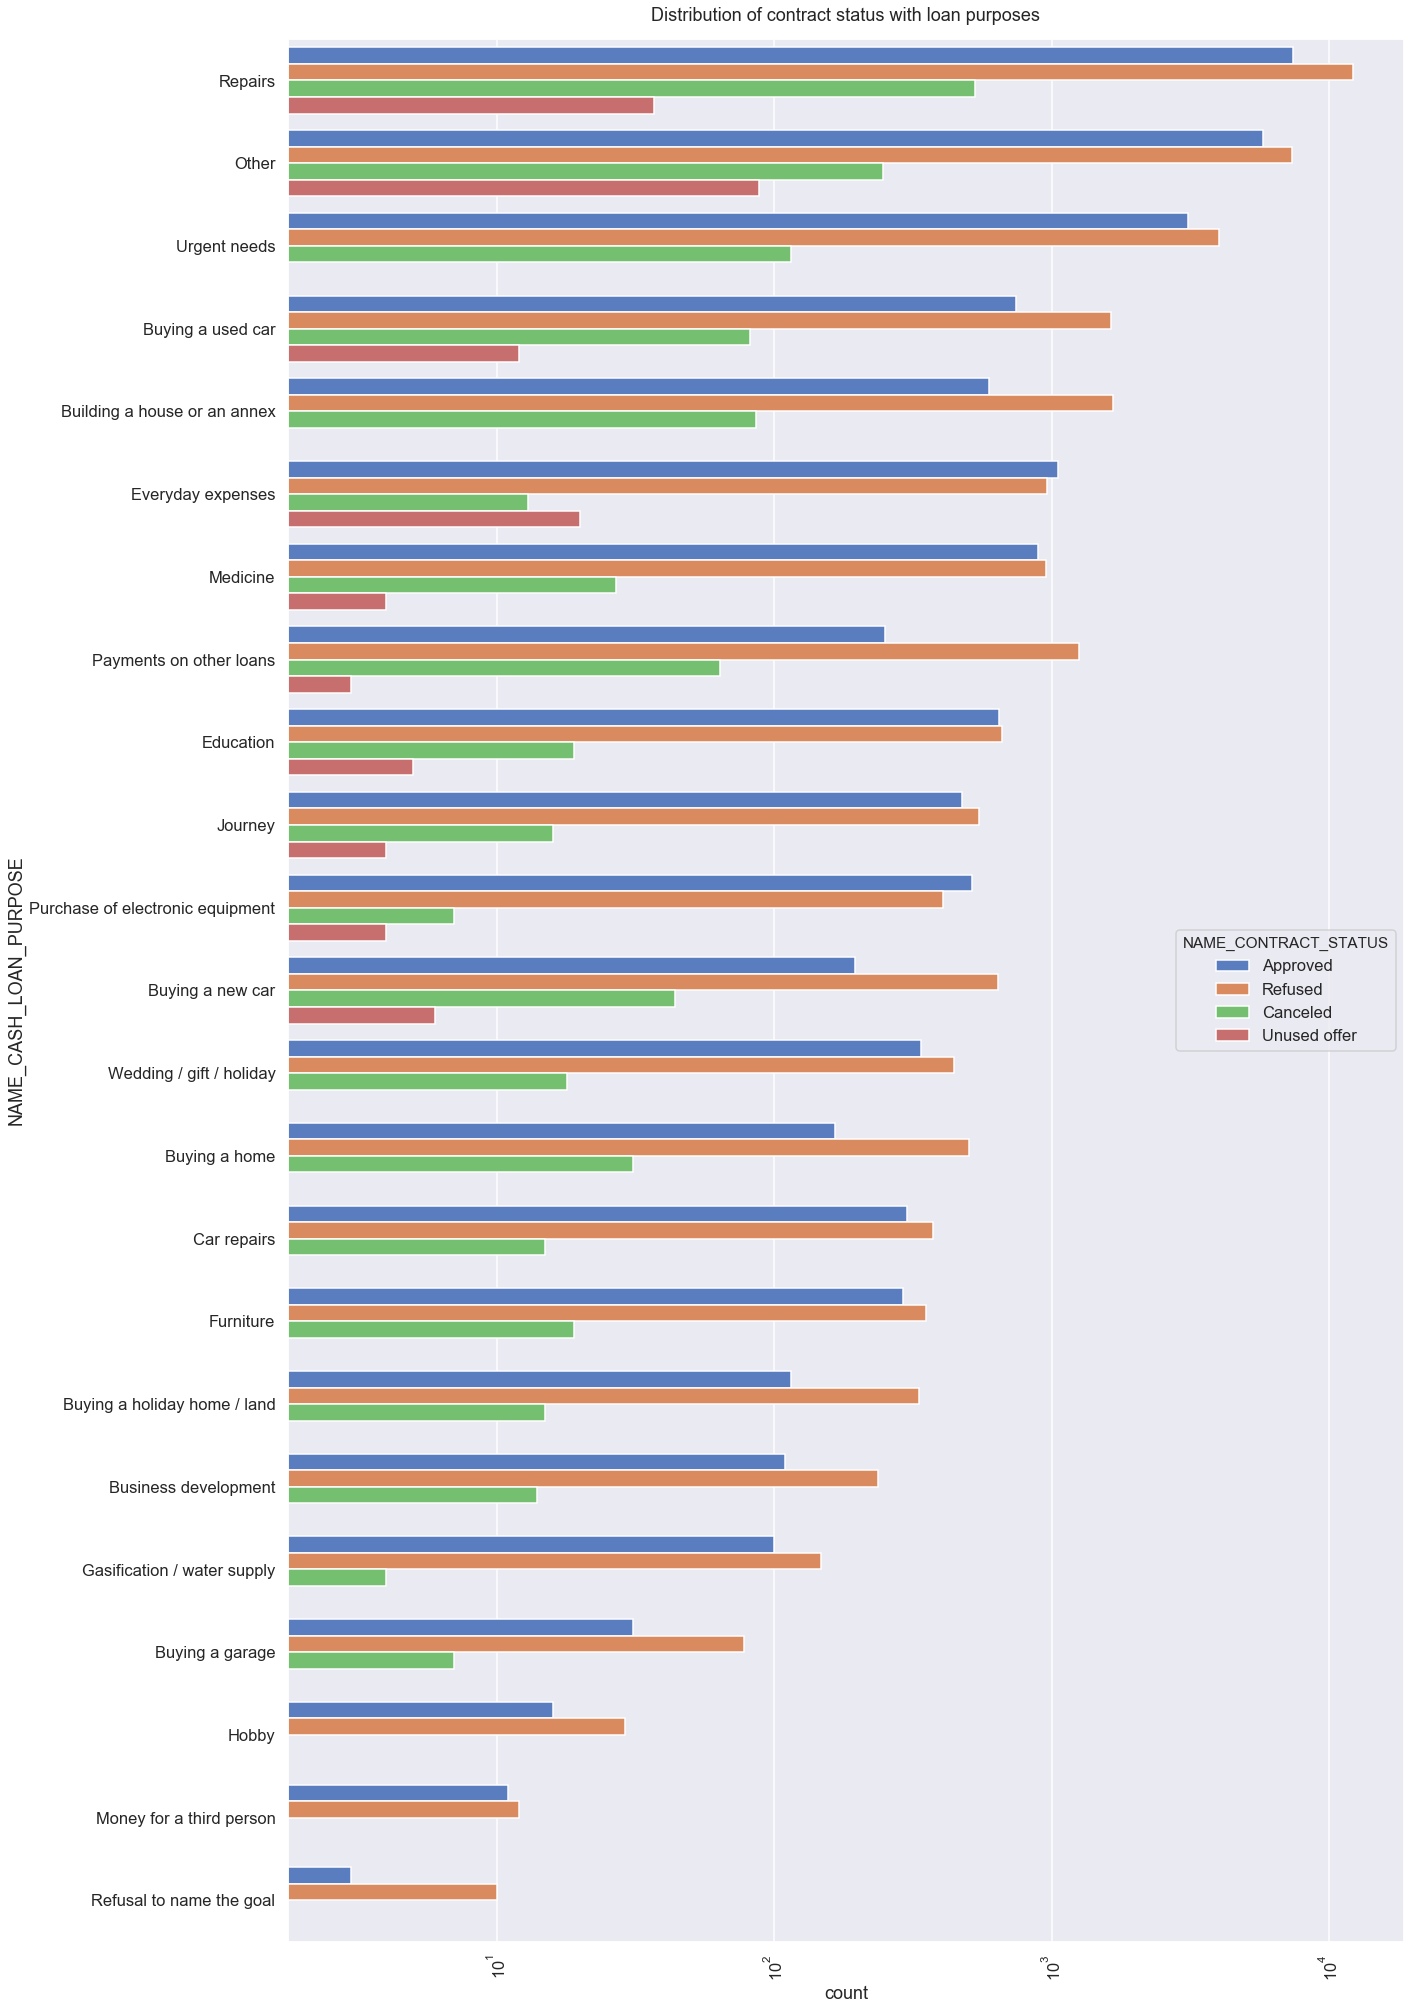 Distribution of contract status with loan purposes
Repairs
Other
Urgent needs
Buying a used car
Building a house or an annex
Everyday expenses
Medicine
Payments on other loans
Education
Journey
Purchase of electronic equipment
Buying a new car
Wedding / gift / holiday
Buying a home
Car repairs
Furniture
Buying a holiday home / land
Business development
Gasification / water supply
Buying a garage
Hobby
Money for a third person
Refusal to name the goal
NAME_CASH_LOAN_PURPOSE
NAME_CONTRACT_STATUS
Approved
Refused
Canceled
Unused offer
10¹
10²
10³
10⁴
count